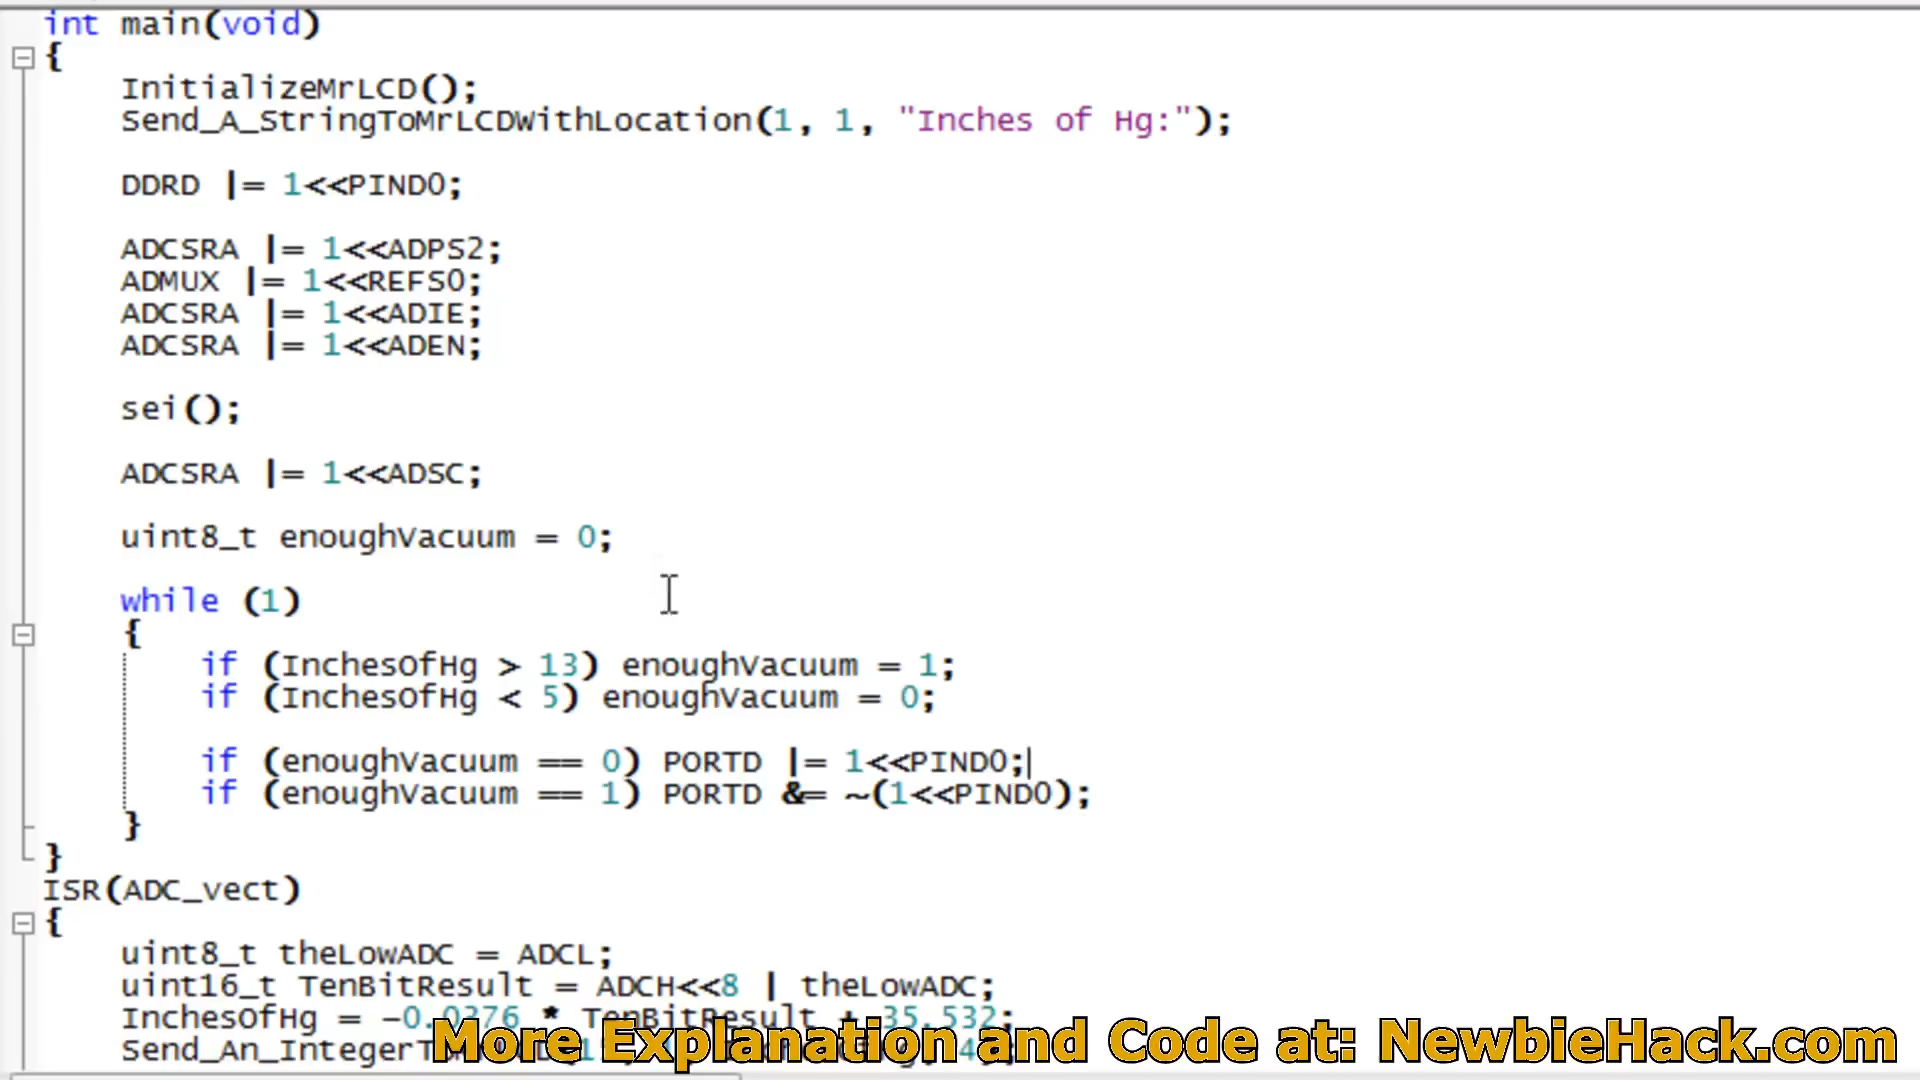 int main(void)
{
InitializeMrLCD();
Send_A_StringToMrLCDWithLocation(1, 1, "Inches of Hg:");
DDRD |= 1<<PIND0;
ADCSRA |= 1<<ADPS2;
ADMUX |= 1<<REFS0;
ADCSRA |= 1<<ADIE;
ADCSRA |= 1<<ADEN;
sei();
ADCSRA |= 1<<ADSC;
uint8_t enoughVacuum = 0;
while (1)
{
if (InchesOfHg > 13) enoughVacuum = 1;
if (InchesOfHg < 5) enoughVacuum = 0;
if (enoughVacuum == 0) PORTD |= 1<<PIND0;
if (enoughVacuum == 1) PORTD &= ~(1<<PIND0);
}
}
ISR(ADC_vect)
{
uint8_t theLowADC = ADCL;
uint16_t TenBitResult = ADCH<<8 | theLowADC;
InchesOfHg = -0.0376 * TenBitResult + 35.532;
Send_An_Integer
More Explanation and Code at: NewbieHack.com